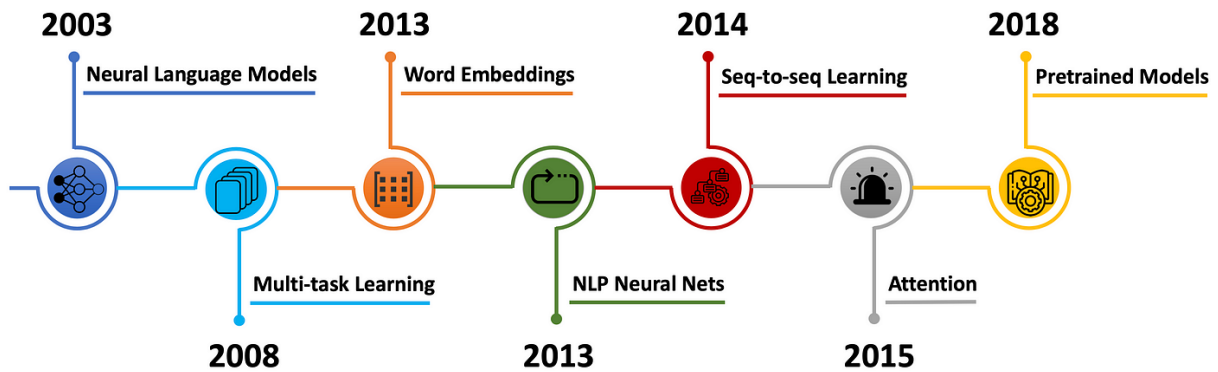 2003
Neural Language Models
2008
Multi-task Learning
2013
Word Embeddings
2013
NLP Neural Nets
2014
Seq-to-seq Learning
2015
Attention
2018
Pretrained Models